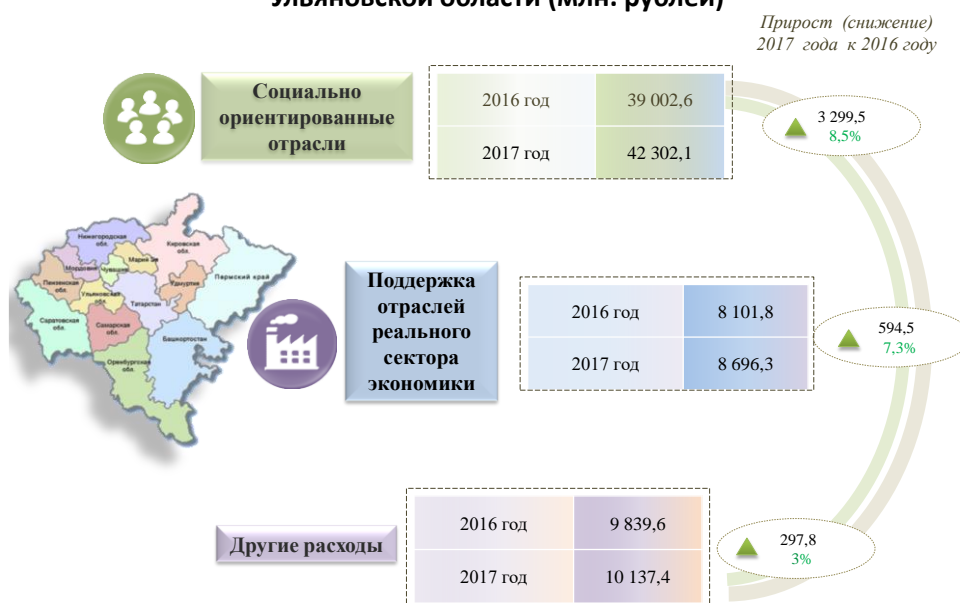 Ульяновской области (млн. рублей)
Прирост (снижение)
2017 года к 2016 году
Социально
ориентированные
отрасли
2016 год 39 002,6
2017 год 42 302,1
3 299,5
8,5%
Нижегородская
обл.
Кировская
обл.
Марий Эл
Мордовия
Чувашия
Пермский край
Удмуртия
Пензенская
обл.
Ульяновская
обл.
Татарстан
Саратовская
обл.
Самарская
обл.
Башкортостан
Оренбургская
обл.
Поддержка
отраслей
реального
сектора
экономики
2016 год 8 101,8
2017 год 8 696,3
594,5
7,3%
Другие расходы
2016 год 9 839,6
2017 год 10 137,4
297,8
3%